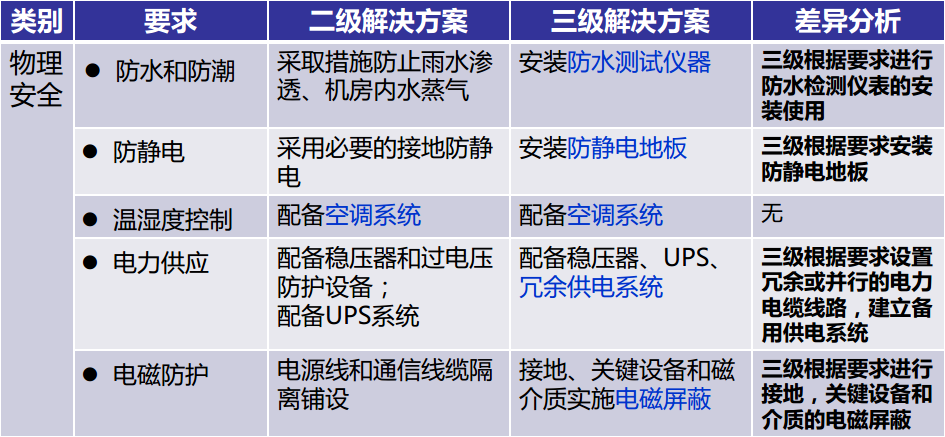 类别
要求
二级解决方案
三级解决方案
差异分析
物理
安全
● 防水和防潮
采取措施防止雨水渗
透、机房内水蒸气
安装防水测试仪器
三级根据要求进行
防水检测仪表的安
装使用
● 防静电
采用必要的接地防静
电
安装防静电地板
三级根据要求安装
防静电地板
● 温湿度控制
配备空调系统
配备空调系统
无
● 电力供应
配备稳压器和过电压
防护设备；
配备UPS系统
配备稳压器、UPS、
冗余供电系统
三级根据要求设置
冗余或并行的电力
电缆线路，建立备
用供电系统
● 电磁防护
电源线和通信线缆隔
离铺设
接地、关键设备和磁
介质实施电磁屏蔽
三级根据要求进行
接地，关键设备和
介质的电磁屏蔽